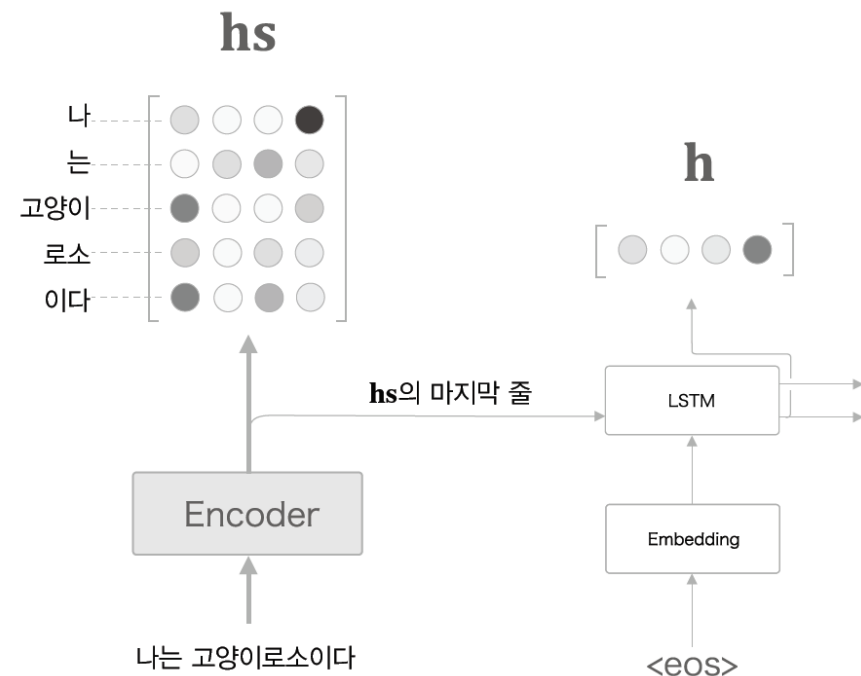 hs
나
는
고양이
로소
이다
h
hs의 마지막 줄
LSTM
Encoder
Embedding
나는 고양이로소이다
<eos>